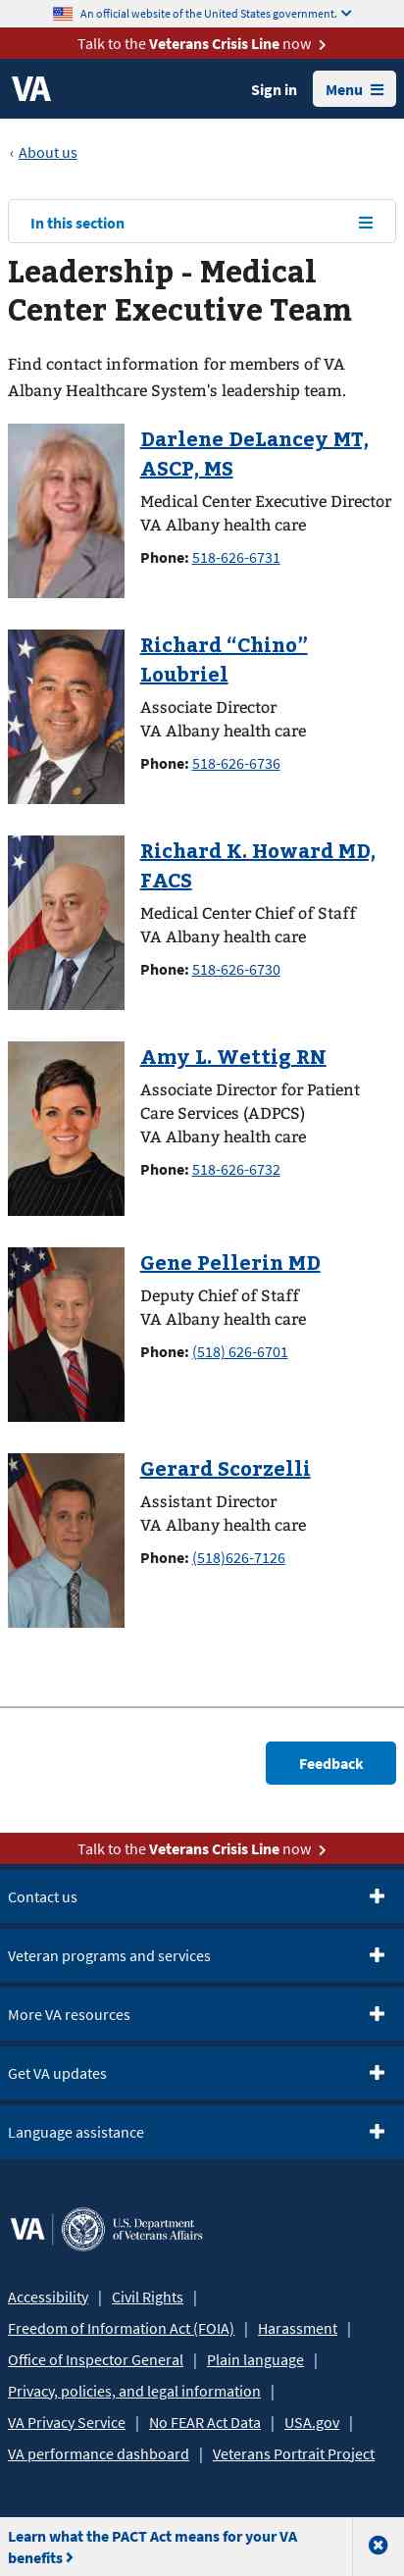 An official website of the United States government.
Talk to the Veterans Crisis Line now
VA
Sign in
Menu
‹ About us
In this section
Leadership - Medical
Center Executive Team
Find contact information for members of VA
Albany Healthcare System's leadership team.
Darlene DeLancey MT,
ASCP, MS
Medical Center Executive Director
VA Albany health care
Phone: 518-626-6731
Richard “Chino”
Loubriel
Associate Director
VA Albany health care
Phone: 518-626-6736
Richard K. Howard MD,
FACS
Medical Center Chief of Staff
VA Albany health care
Phone: 518-626-6730
Amy L. Wettig RN
Associate Director for Patient
Care Services (ADPCS)
VA Albany health care
Phone: 518-626-6732
Gene Pellerin MD
Deputy Chief of Staff
VA Albany health care
Phone: (518) 626-6701
Gerard Scorzelli
Assistant Director
VA Albany health care
Phone: (518)626-7126
Feedback
Talk to the Veterans Crisis Line now
Contact us
Veteran programs and services
More VA resources
Get VA updates
Language assistance
VA | U.S. Department
of Veterans Affairs
Accessibility | Civil Rights |
Freedom of Information Act (FOIA) | Harassment |
Office of Inspector General | Plain language |
Privacy, policies, and legal information |
VA Privacy Service | No FEAR Act Data | USA.gov |
VA performance dashboard | Veterans Portrait Project
Learn what the PACT Act means for your VA
benefits